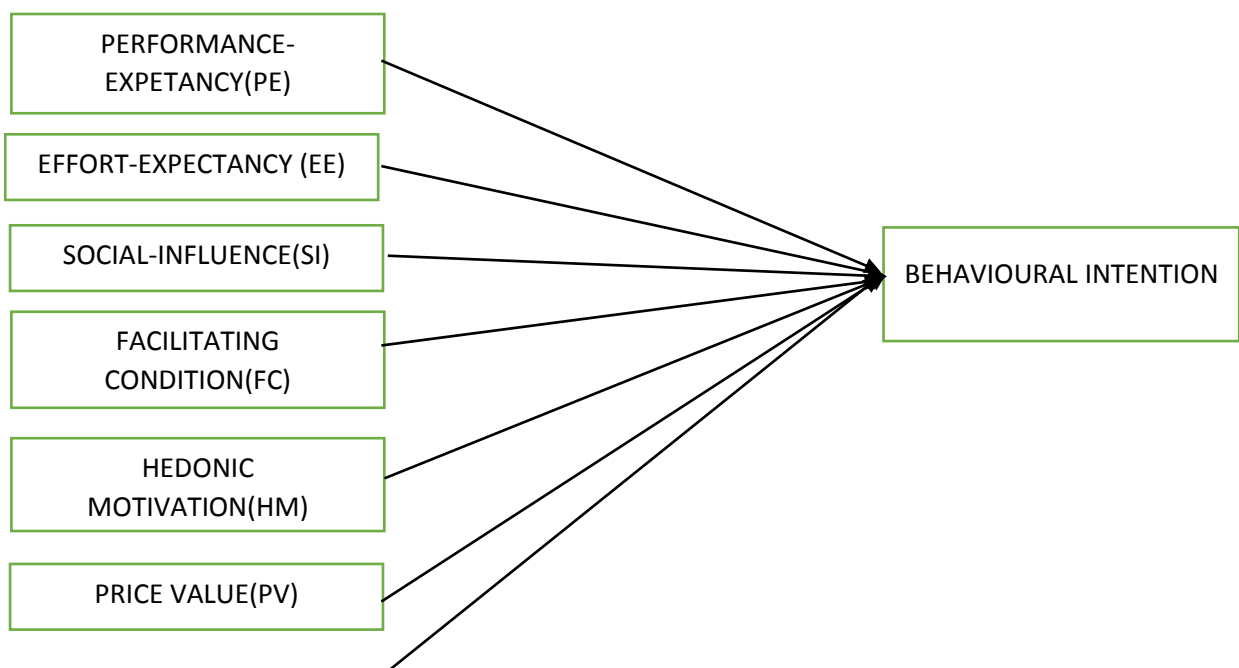 PERFORMANCE-
EXPETANCY(PE)
EFFORT-EXPECTANCY (EE)
SOCIAL-INFLUENCE(SI)
FACILITATING
CONDITION(FC)
HEDONIC
MOTIVATION(HM)
PRICE VALUE(PV)
BEHAVIOURAL INTENTION